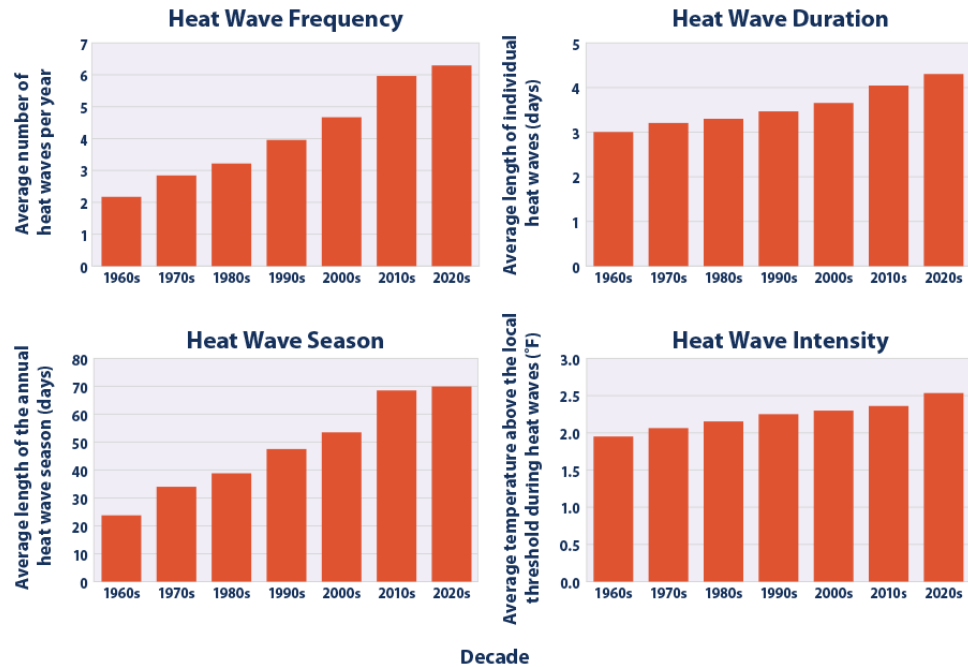 Heat Wave Frequency
Average number of
heat waves per year
7
6
5
4
3
2
1
0
1960s 1970s 1980s 1990s 2000s 2010s 2020s
Heat Wave Duration
Average length of individual
heat waves (days)
5
4
3
2
1
0
1960s 1970s 1980s 1990s 2000s 2010s 2020s
Heat Wave Season
Average length of the annual
heat wave season (days)
80
70
60
50
40
30
20
10
0
1960s 1970s 1980s 1990s 2000s 2010s 2020s
Heat Wave Intensity
Average temperature above the local
threshold during heat waves (°F)
3.0
2.5
2.0
1.5
1.0
0.5
0.0
1960s 1970s 1980s 1990s 2000s 2010s 2020s
Decade